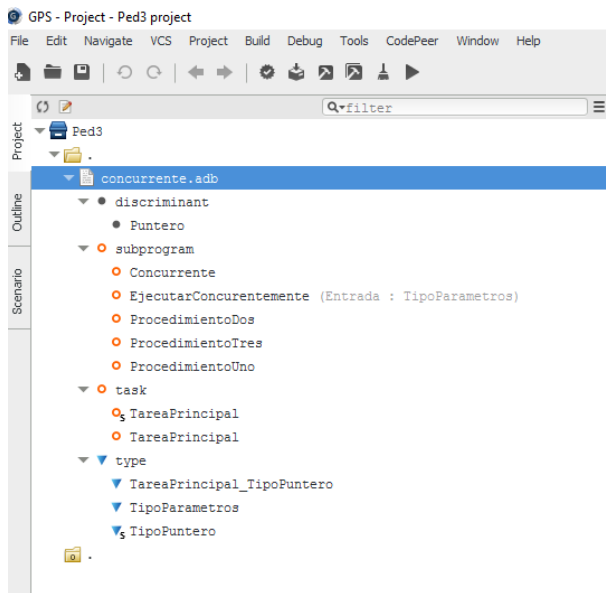 GPS - Project - Ped3 project
File Edit Navigate VCS Project Build Debug Tools CodePeer Window Help
filter
Project
Outline
Scenario
Ped3
.
concurrente.adb
discriminant
Puntero
subprogram
Concurrente
EjecutarConcurentemente (Entrada : TipoParametros)
ProcedimientoDos
ProcedimientoTres
ProcedimientoUno
task
TareaPrincipal
TareaPrincipal
type
TareaPrincipal_TipoPuntero
TipoParametros
TipoPuntero
.